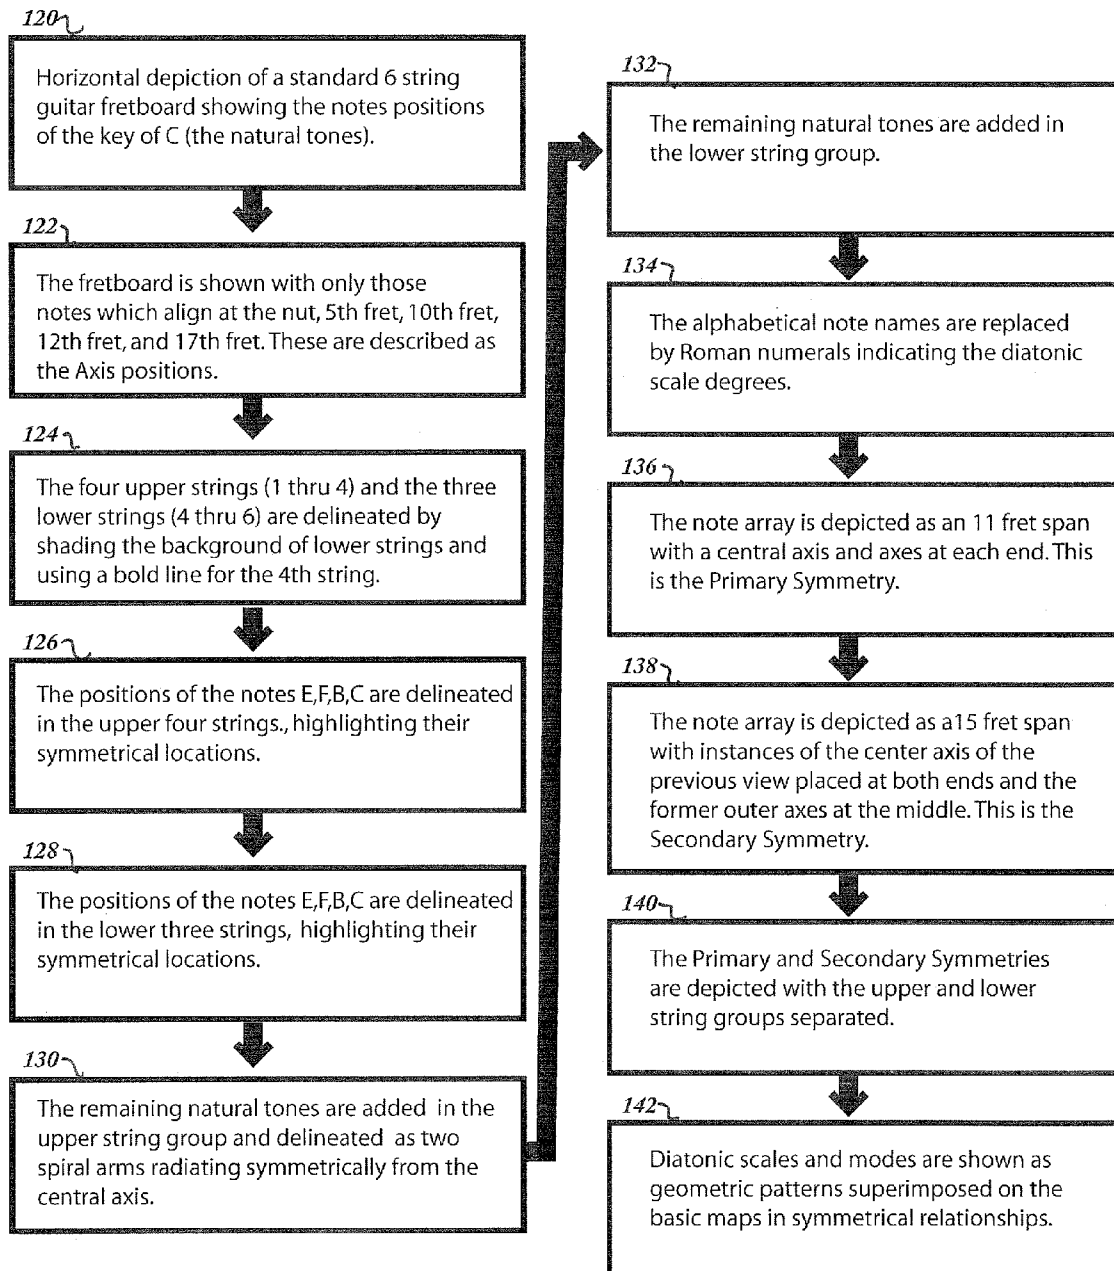 120
Horizontal depiction of a standard 6 string
guitar fretboard showing the notes positions
of the key of C (the natural tones).
122
The fretboard is shown with only those
notes which align at the nut, 5th fret, 10th fret,
12th fret, and 17th fret. These are described as
the Axis positions.
124
The four upper strings (1 thru 4) and the three
lower strings (4 thru 6) are delineated by
shading the background of lower strings and
using a bold line for the 4th string.
126
The positions of the notes E,F,B,C are delineated
in the upper four strings., highlighting their
symmetrical locations.
128
The positions of the notes E,F,B,C are delineated
in the lower three strings, highlighting their
symmetrical locations.
130
The remaining natural tones are added in the
upper string group and delineated as two
spiral arms radiating symmetrically from the
central axis.
132
The remaining natural tones are added in
the lower string group.
134
The alphabetical note names are replaced
by Roman numerals indicating the diatonic
scale degrees.
136
The note array is depicted as an 11 fret span
with a central axis and axes at each end. This
is the Primary Symmetry.
138
The note array is depicted as a15 fret span
with instances of the center axis of the
previous view placed at both ends and the
former outer axes at the middle. This is the
Secondary Symmetry.
140
The Primary and Secondary Symmetries
are depicted with the upper and lower
string groups separated.
142
Diatonic scales and modes are shown as
geometric patterns superimposed on the
basic maps in symmetrical relationships.